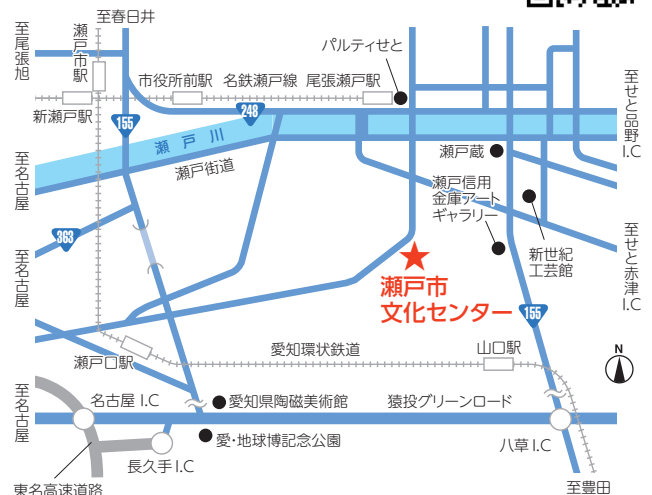 至春日井
至尾張旭
瀬戸市駅
パルティせと
市役所前駅
名鉄瀬戸線
尾張瀬戸駅
至せと品野I.C
新瀬戸駅
155
248
瀬戸川
瀬戸街道
至名古屋
瀬戸蔵
瀬戸信用
金庫アート
ギャラリー
新世紀
工芸館
至せと赤津I.C
363
至名古屋
瀬戸市
文化センター
155
瀬戸口駅
愛知環状鉄道
山口駅
N
至名古屋
名古屋 I.C
愛知県陶磁美術館
猿投グリーンロード
愛・地球博記念公園
長久手 I.C
八草 I.C
東名高速道路
至豊田